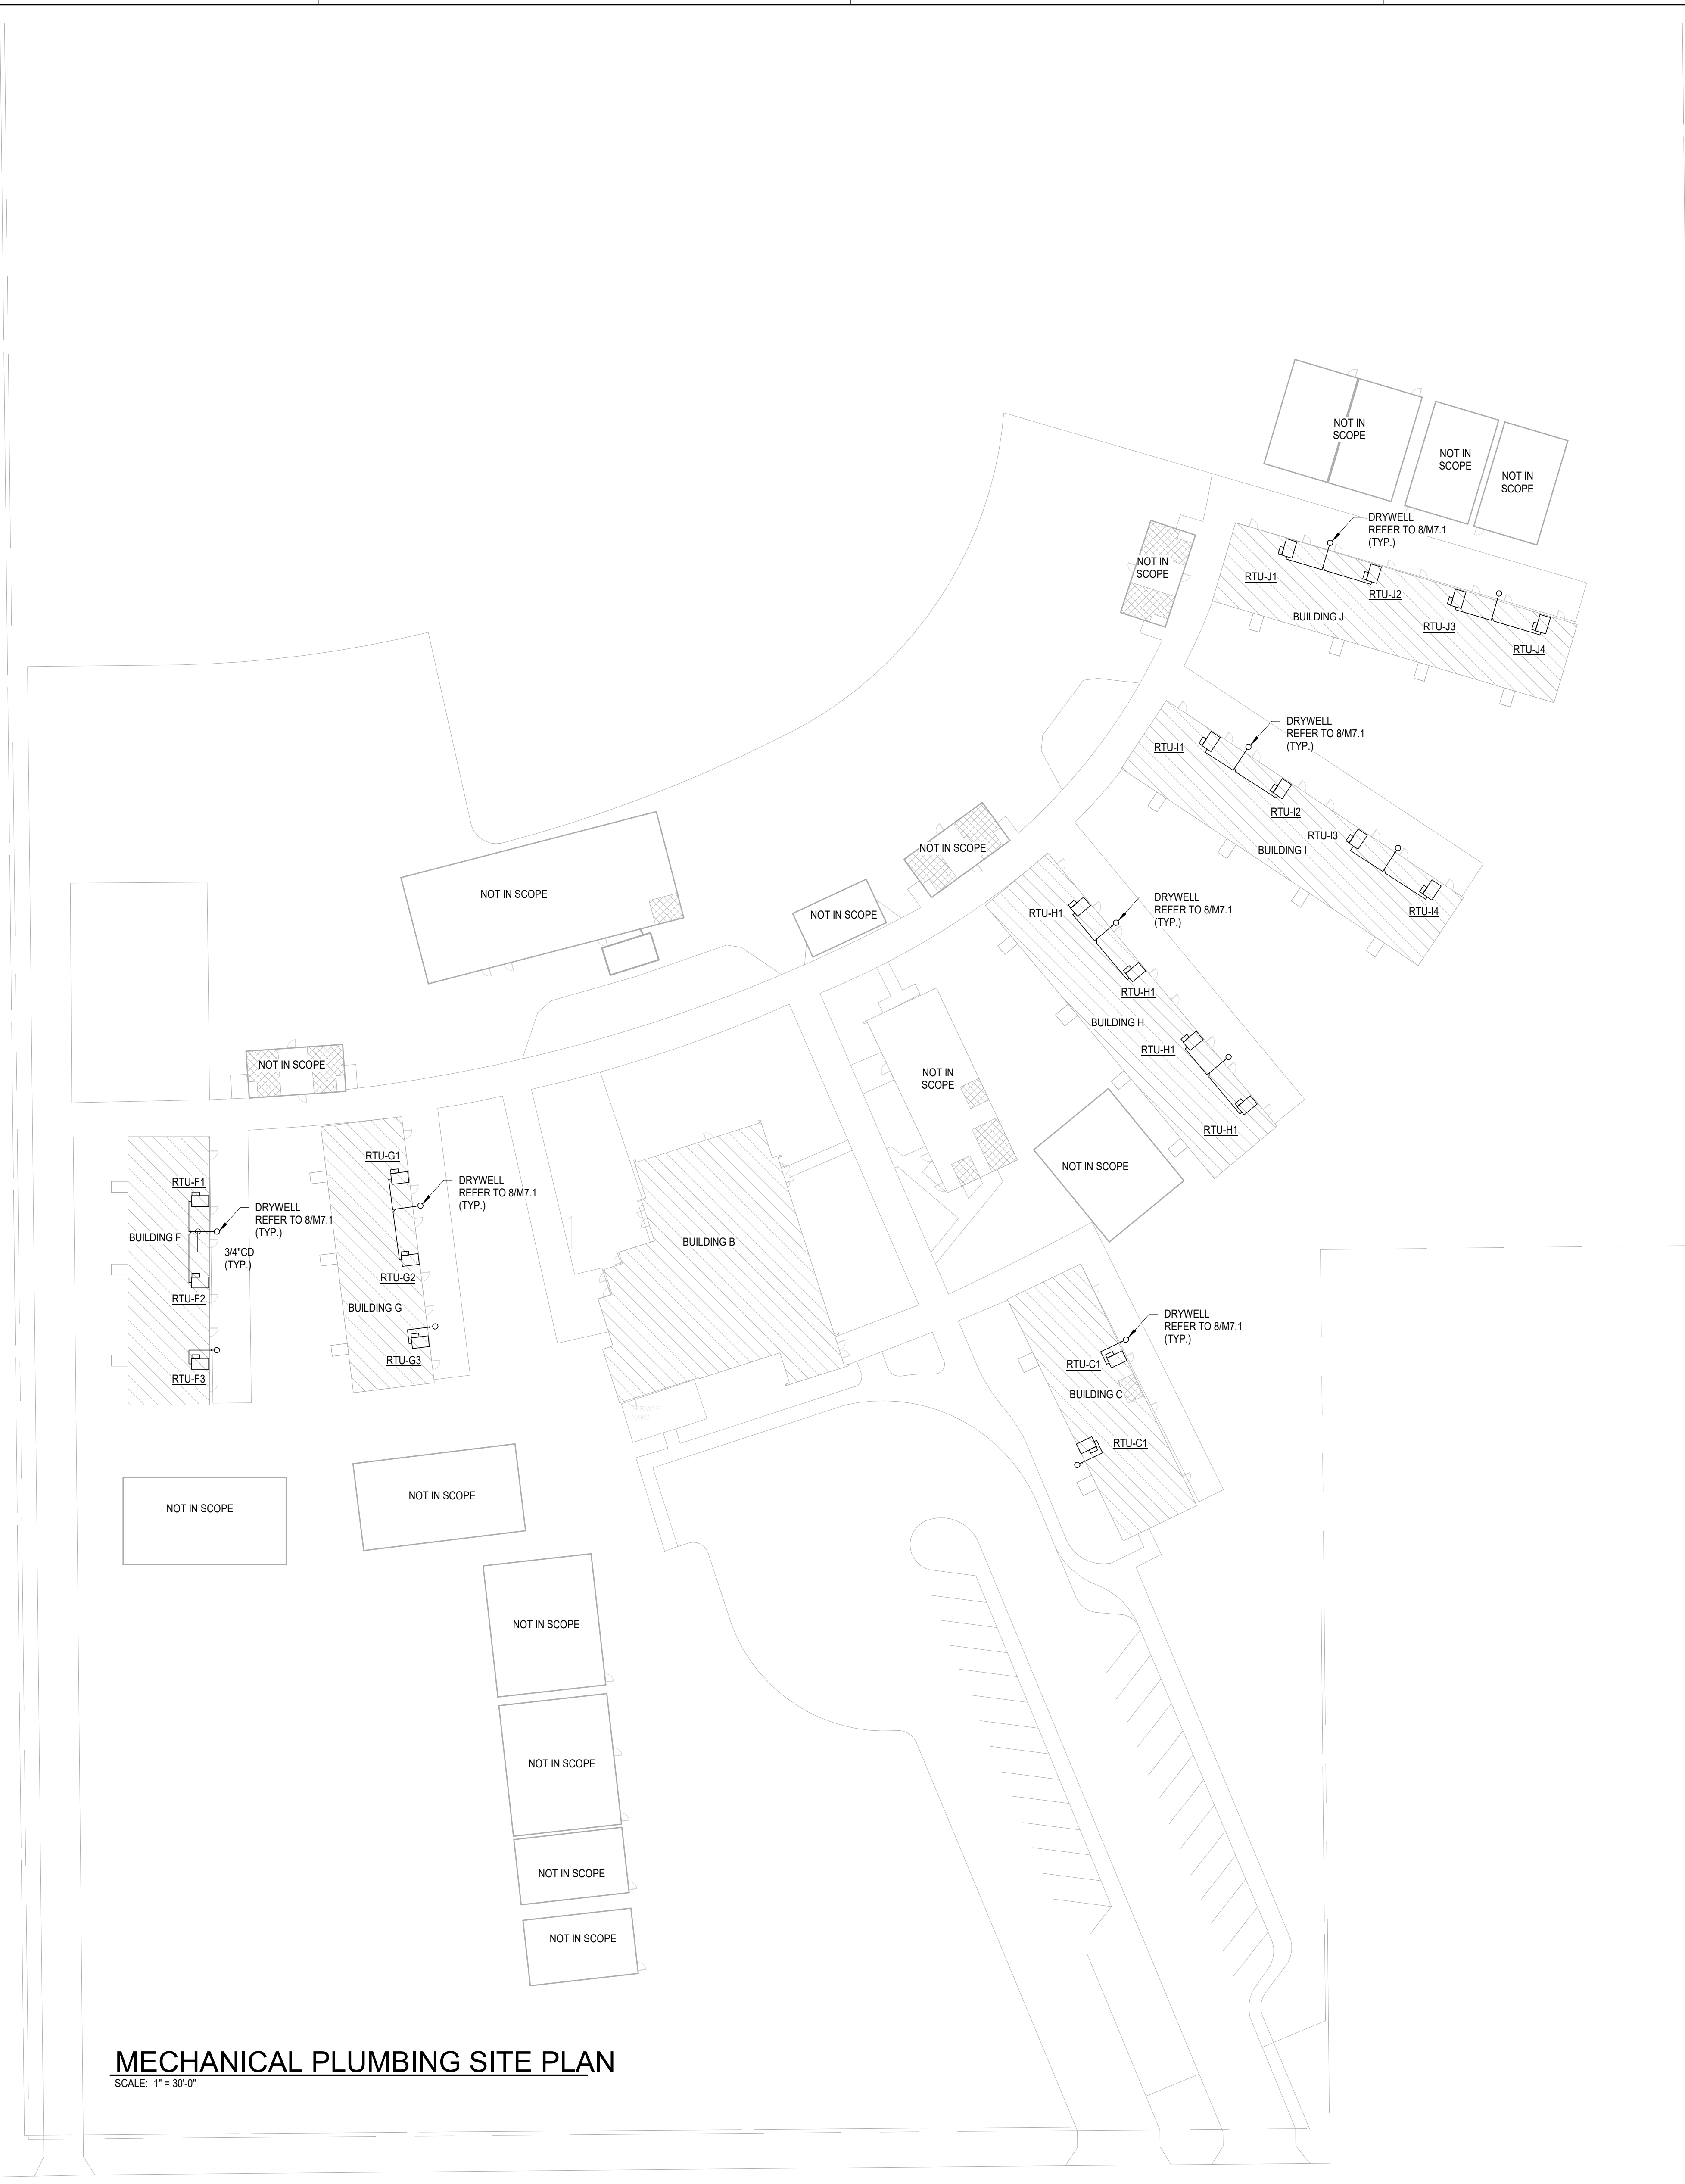 NOT IN
SCOPE
NOT IN
SCOPE
NOT IN
SCOPE
DRYWELL
REFER TO 8/M7.1
(TYP.)
NOT IN
SCOPE
RTU-J1
RTU-J2
BUILDING J
RTU-J3
RTU-J4
DRYWELL
REFER TO 8/M7.1
(TYP.)
RTU-I1
RTU-I2
RTU-I3
BUILDING I
RTU-I4
NOT IN SCOPE
NOT IN SCOPE
NOT IN SCOPE
DRYWELL
REFER TO 8/M7.1
(TYP.)
RTU-H1
RTU-H1
BUILDING H
RTU-H1
RTU-H1
NOT IN SCOPE
NOT IN
SCOPE
NOT IN SCOPE
RTU-G1
DRYWELL
REFER TO 8/M7.1
(TYP.)
RTU-F1
DRYWELL
REFER TO 8/M7.1
(TYP.)
BUILDING F
3/4"CD
(TYP.)
BUILDING B
RTU-G2
RTU-F2
BUILDING G
RTU-G3
RTU-F3
DRYWELL
REFER TO 8/M7.1
(TYP.)
RTU-C1
BUILDING C
SERVICE
YARD
RTU-C1
NOT IN SCOPE
NOT IN SCOPE
NOT IN SCOPE
NOT IN SCOPE
NOT IN SCOPE
NOT IN SCOPE
MECHANICAL PLUMBING SITE PLAN
SCALE: 1" = 30'-0"